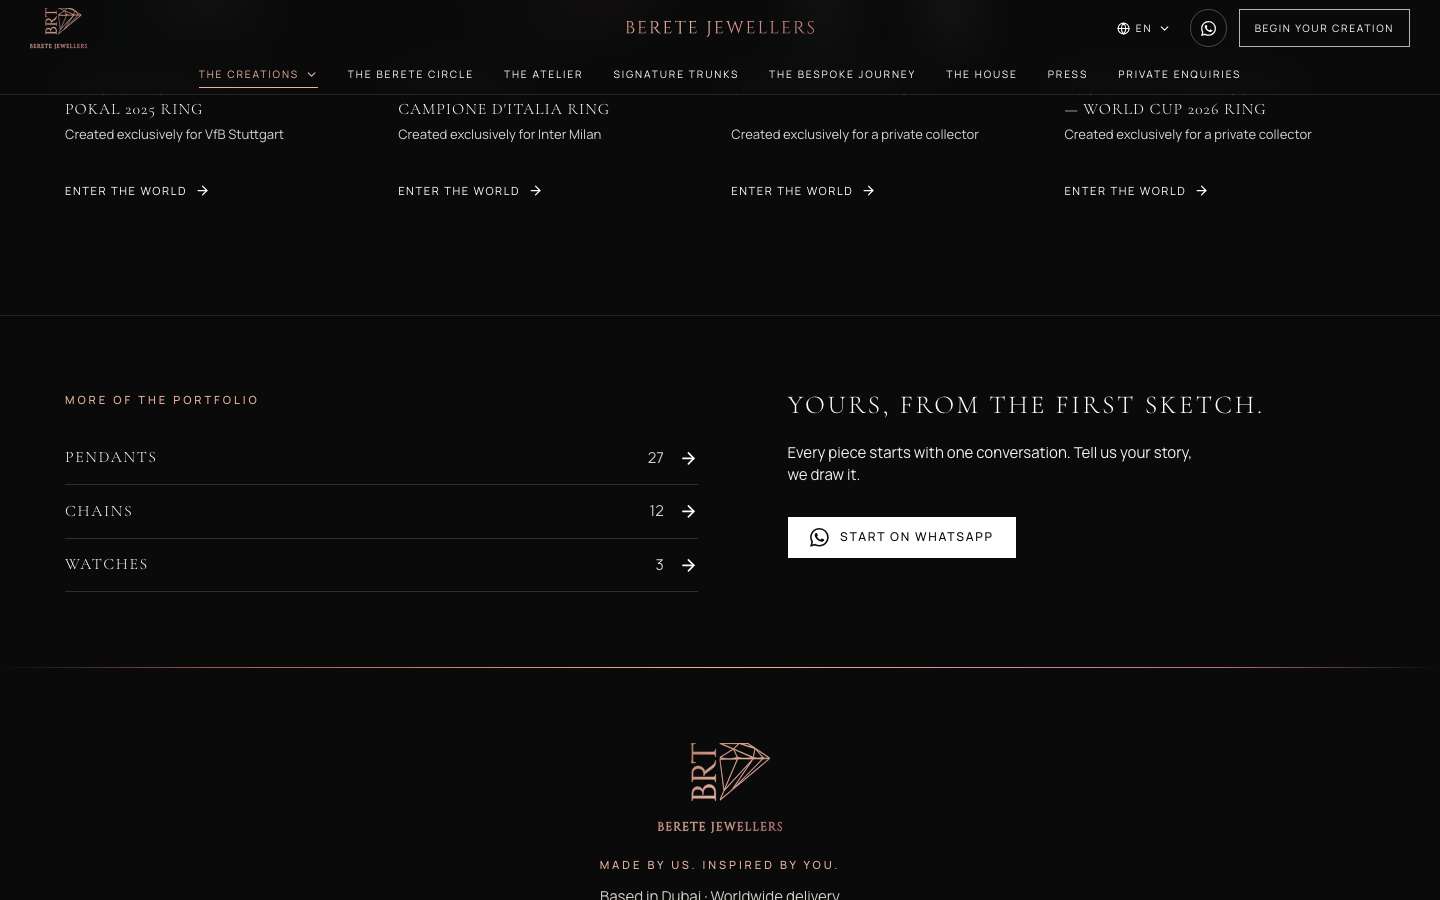 BRT
BERETE JEWELLERS
BERETE JEWELLERS
EN
BEGIN YOUR CREATION
THE CREATIONS
THE BERETE CIRCLE
THE ATELIER
SIGNATURE TRUNKS
THE BESPOKE JOURNEY
THE HOUSE
PRESS
PRIVATE ENQUIRIES
POKAL 2025 RING
Created exclusively for VfB Stuttgart
ENTER THE WORLD
CAMPIONE D'ITALIA RING
Created exclusively for Inter Milan
ENTER THE WORLD
Created exclusively for a private collector
ENTER THE WORLD
— WORLD CUP 2026 RING
Created exclusively for a private collector
ENTER THE WORLD
MORE OF THE PORTFOLIO
PENDANTS 27
CHAINS 12
WATCHES 3
YOURS, FROM THE FIRST SKETCH.
Every piece starts with one conversation. Tell us your story,
we draw it.
START ON WHATSAPP
BRT
BERETE JEWELLERS
MADE BY US. INSPIRED BY YOU.
Based in Dubai · Worldwide delivery